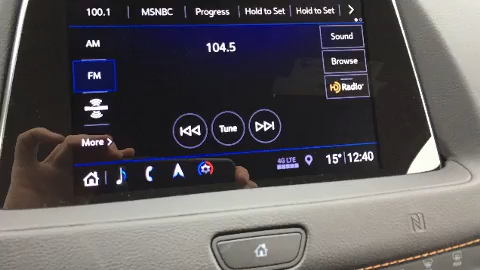 100.1 MSNBC Progress Hold to Set Hold to Set >
AM
104.5
Sound
FM
Browse
HD Radio
Tune
More >
4G LTE 15° 12:40
N